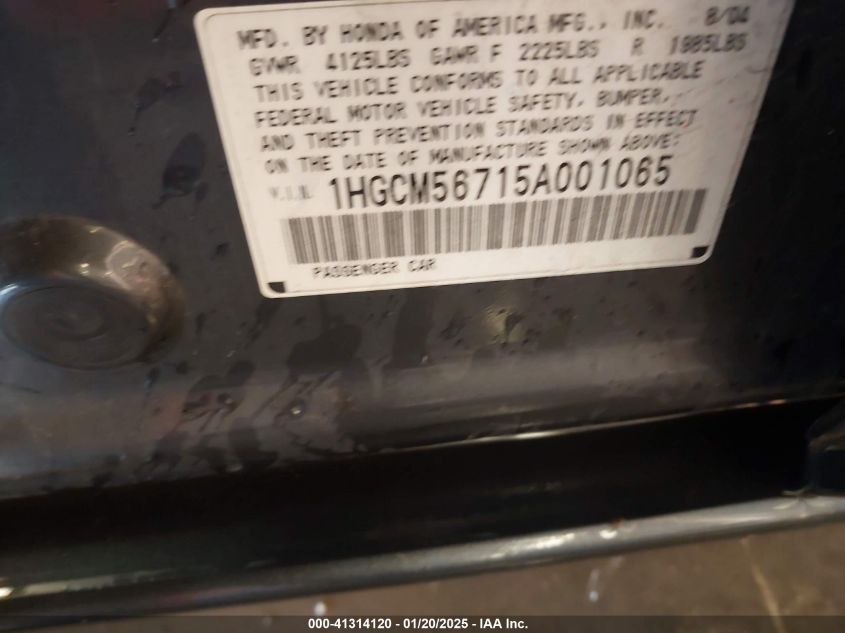 MFD. BY HONDA OF AMERICA MFG., INC. 8/04
GVWR 4125LBS GAWR F 2225LBS R 1985LBS
THIS VEHICLE CONFORMS TO ALL APPLICABLE
FEDERAL MOTOR VEHICLE SAFETY, BUMPER,
AND THEFT PREVENTION STANDARDS IN EFFECT
ON THE DATE OF MANUFACTURE SHOWN ABOVE:
V.I.N. 1HGCM56715A001065
PASSENGER CAR
000-41314120 - 01/20/2025 - IAA Inc.